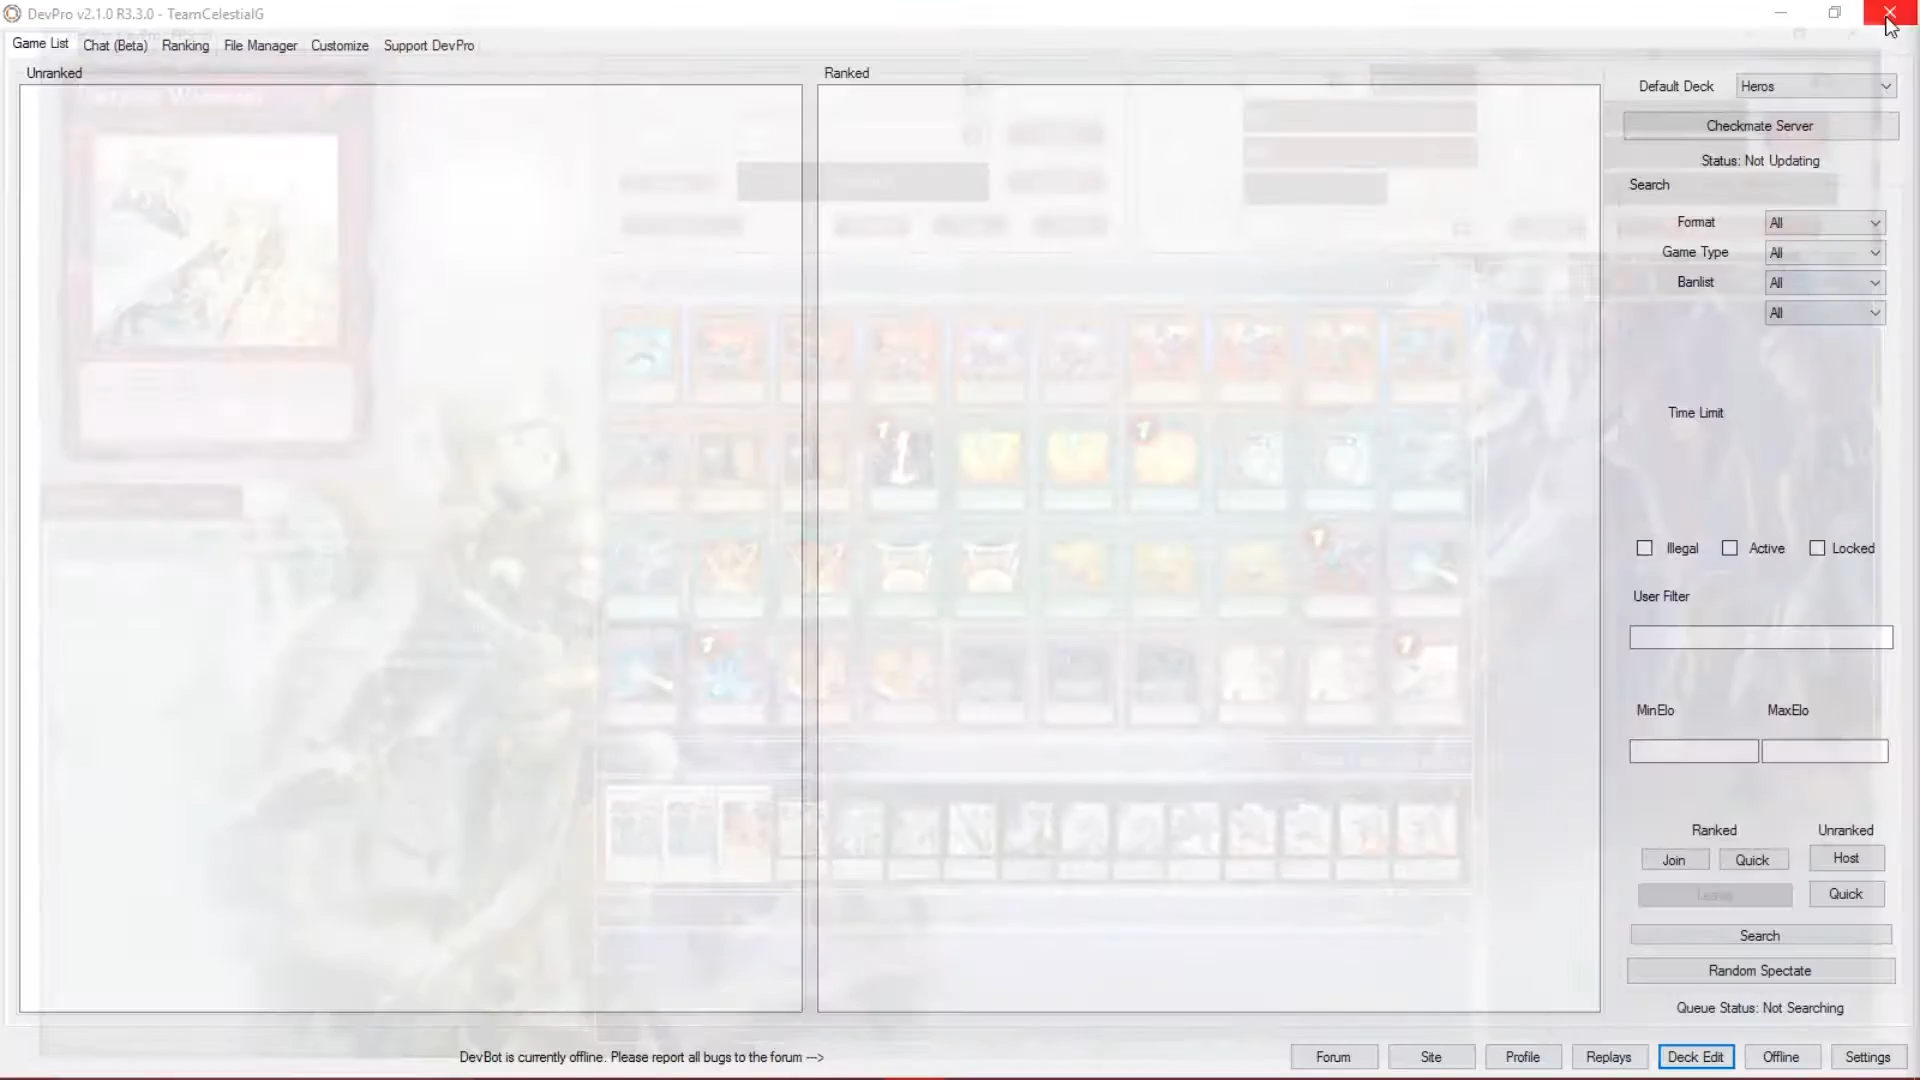 DevPro v2.1.0 R3.3.0 - TeamCelestialG
Game List Chat (Beta) Ranking File Manager Customize Support DevPro
Unranked
Ranked
Default Deck Heros
Checkmate Server
Status: Not Updating
Search
Format All
Game Type All
Banlist All
All
Time Limit
Illegal Active Locked
User Filter
MinElo MaxElo
Ranked Unranked
Join Quick Host
Leave Quick
Search
Random Spectate
Queue Status: Not Searching
DevBot is currently offline. Please report all bugs to the forum --->
Forum Site Profile Replays Deck Edit Offline Settings